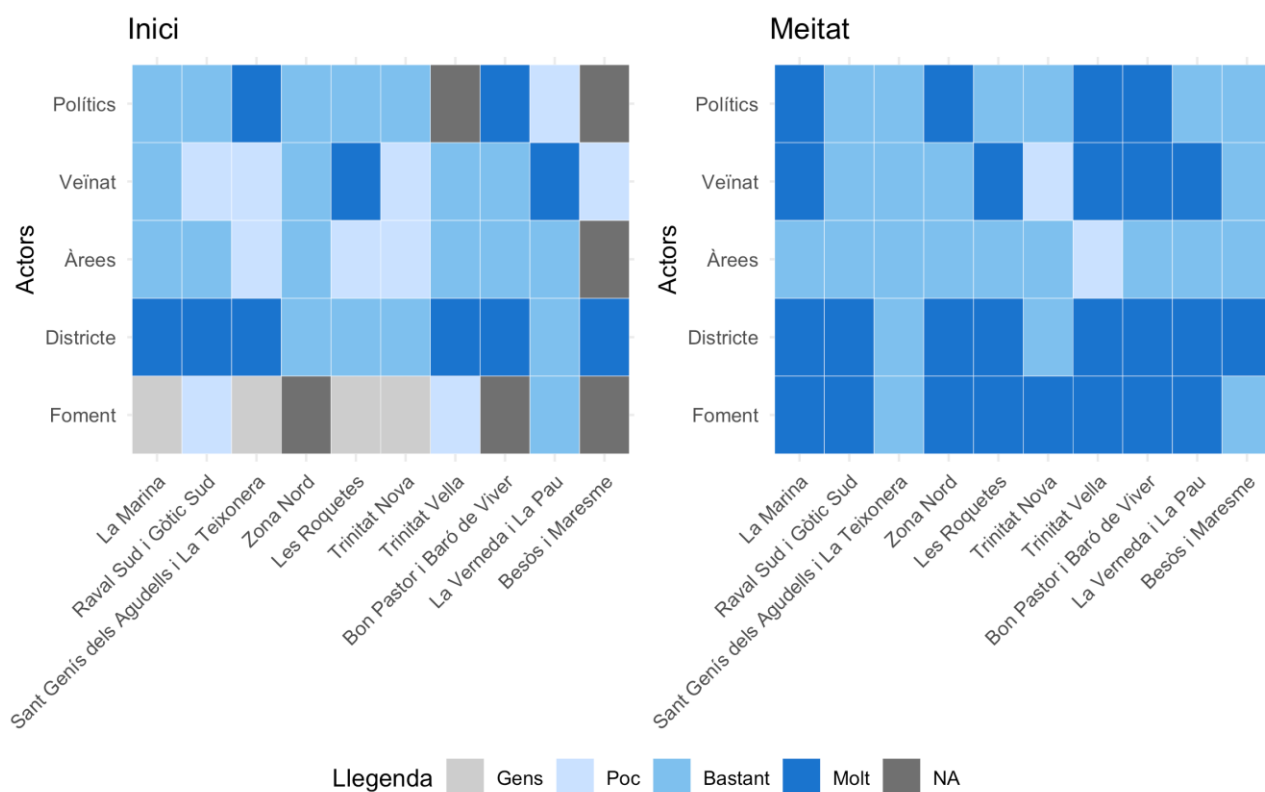 Inici
Actors
Polítics
Veïnat
Àrees
Districte
Foment
La Marina
Raval Sud i Gòtic Sud
Sant Genís dels Agudells i La Teixonera
Zona Nord
Les Roquetes
Trinitat Nova
Trinitat Vella
Bon Pastor i Baró de Viver
La Verneda i La Pau
Besòs i Maresme
Meitat
Actors
Polítics
Veïnat
Àrees
Districte
Foment
La Marina
Raval Sud i Gòtic Sud
Sant Genís dels Agudells i La Teixonera
Zona Nord
Les Roquetes
Trinitat Nova
Trinitat Vella
Bon Pastor i Baró de Viver
La Verneda i La Pau
Besòs i Maresme
Llegenda Gens Poc Bastant Molt NA